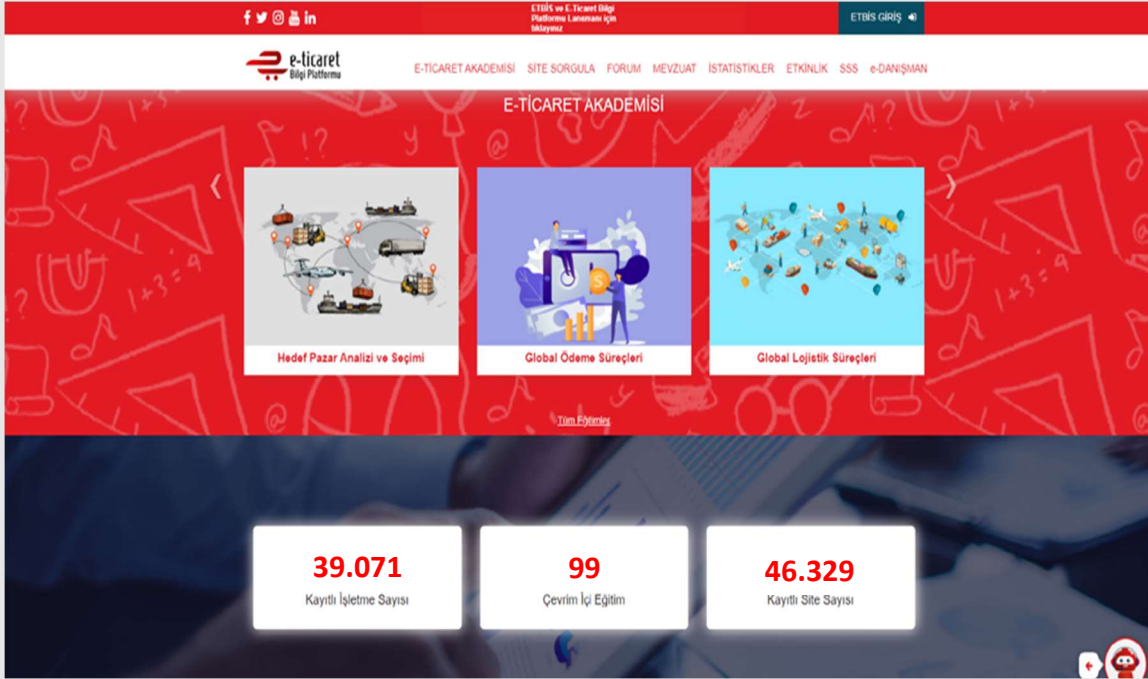 ETBİS ve E-Ticaret Bilgi
Platformu Lansmanı için
tıklayınız
ETBİS GİRİŞ
e-ticaret
Bilgi Platformu
E-TİCARET AKADEMİSİ SİTE SORGULA FORUM MEVZUAT İSTATİSTİKLER ETKİNLİK SSS e-DANIŞMAN
E-TİCARET AKADEMİSİ
Hedef Pazar Analizi ve Seçimi
Global Ödeme Süreçleri
Global Lojistik Süreçleri
Tüm Eğitimler
39.071
Kayıtlı İşletme Sayısı
99
Çevrim İçi Eğitim
46.329
Kayıtlı Site Sayısı